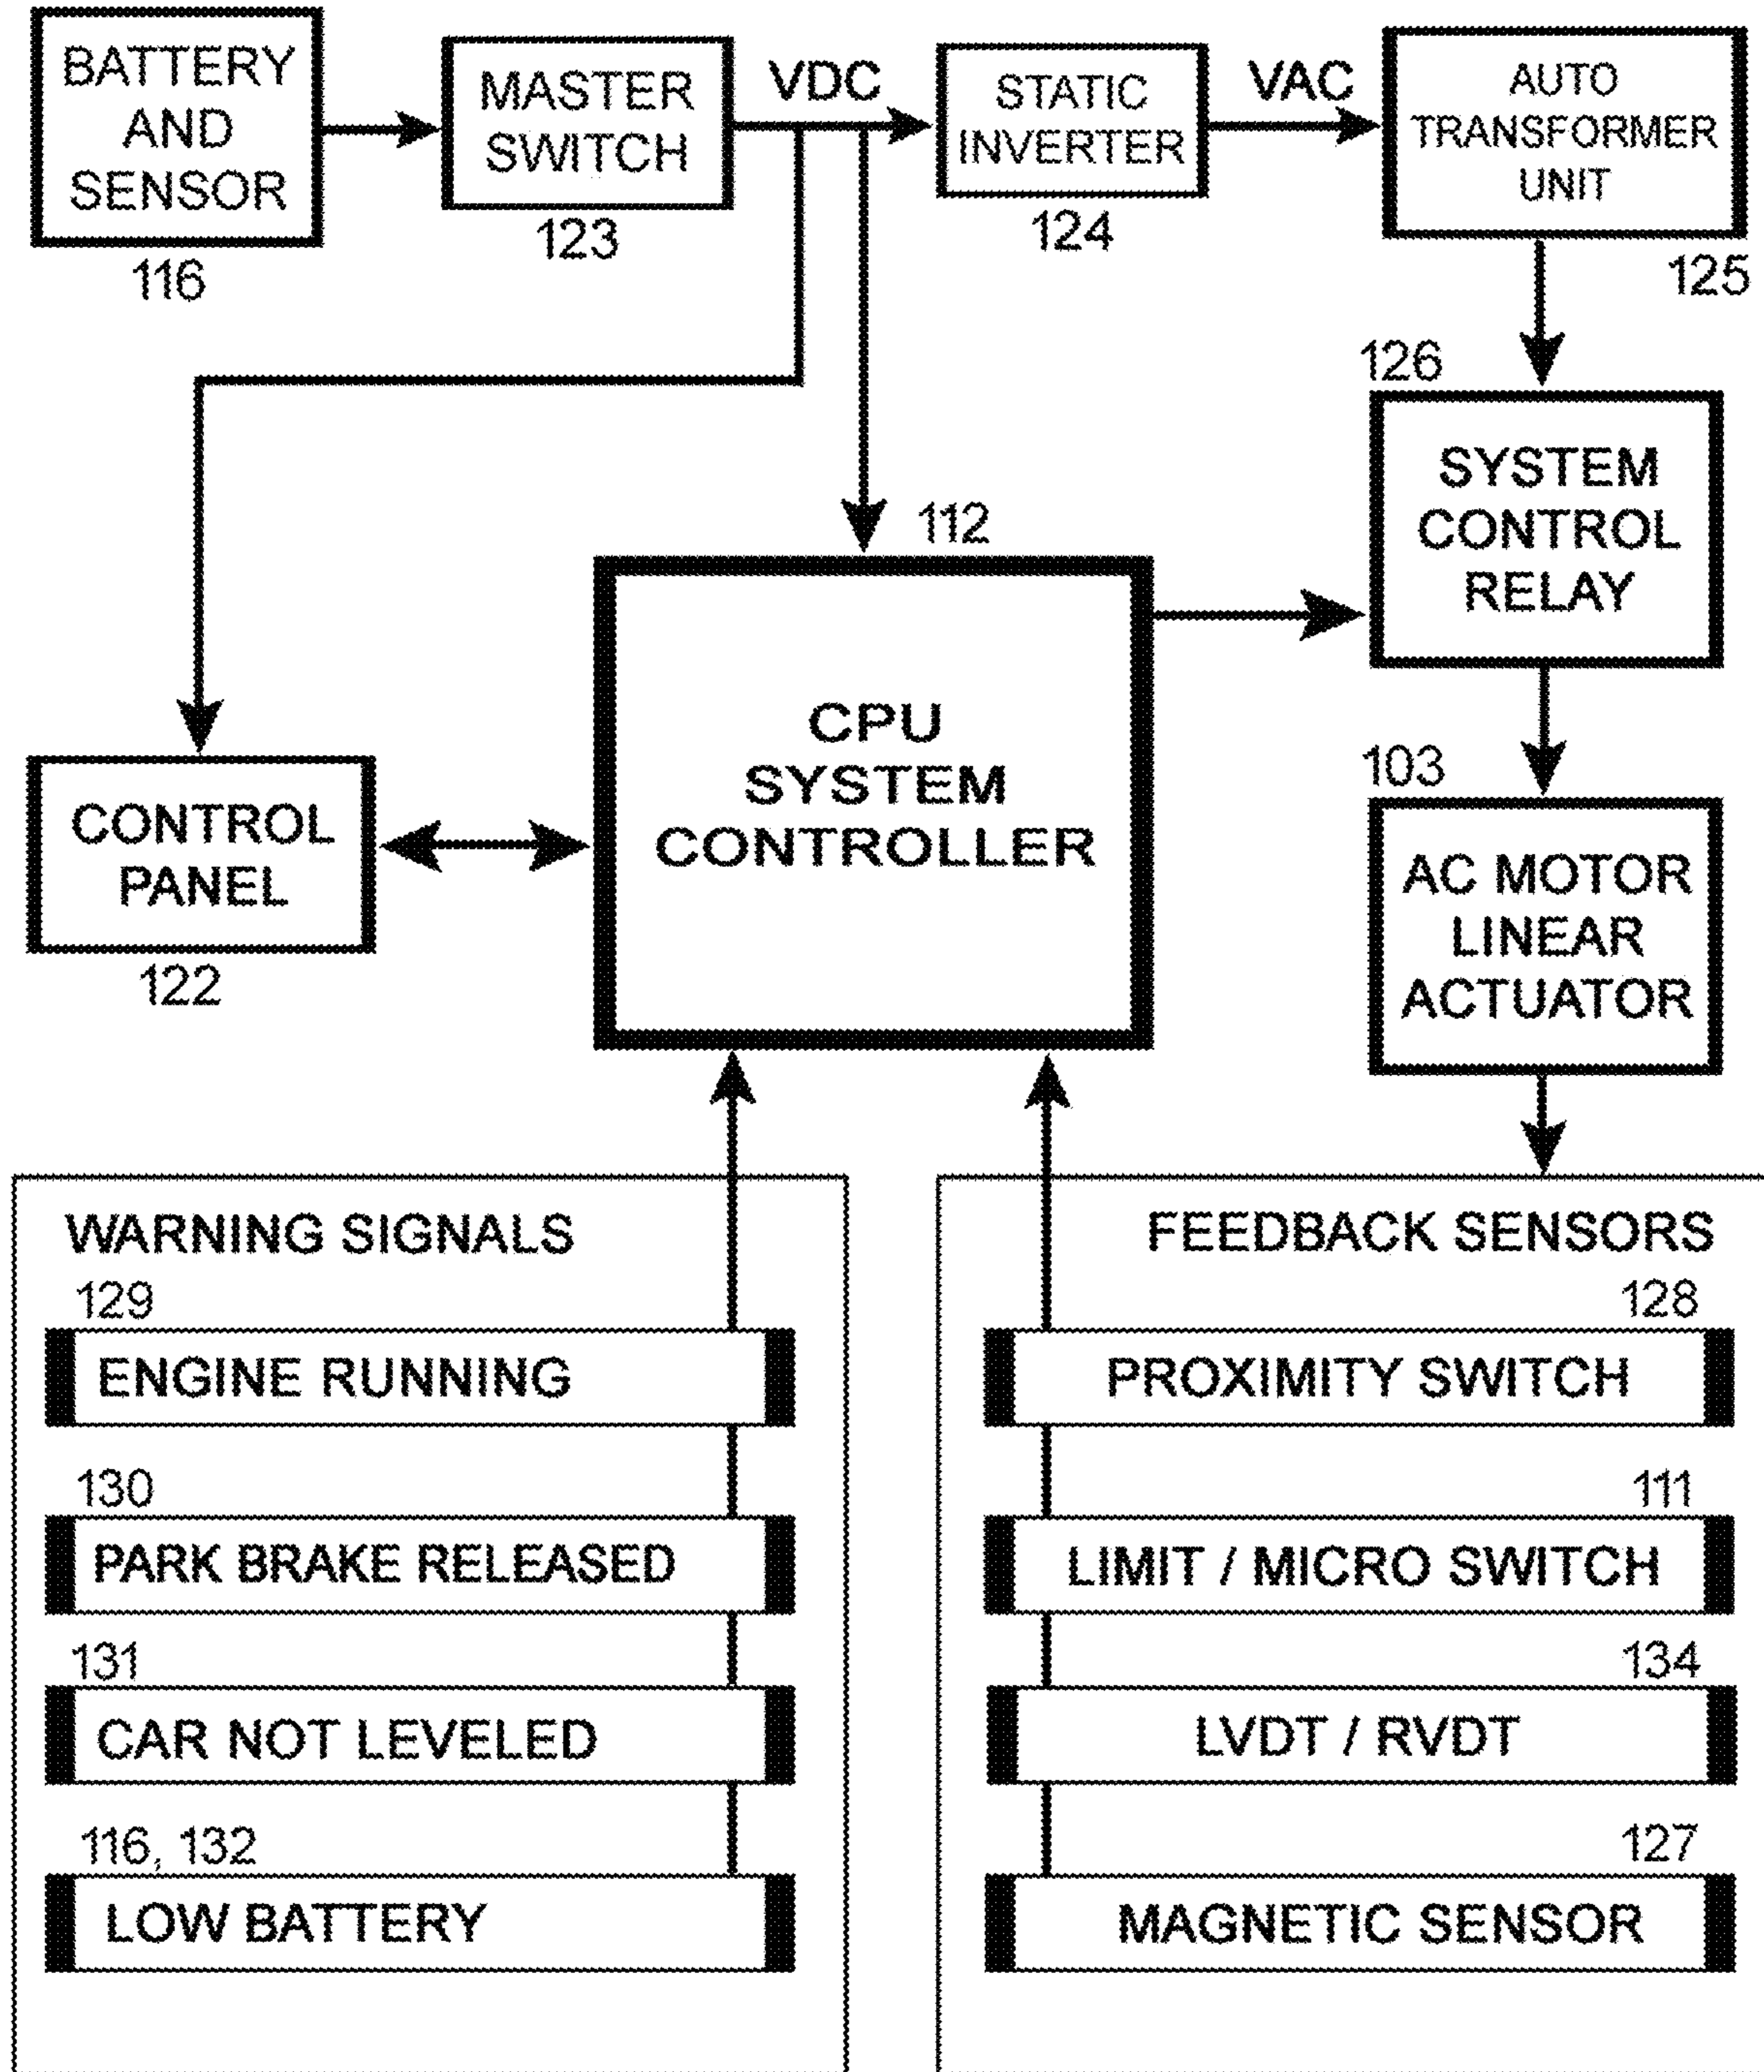 BATTERY
AND
SENSOR
116
MASTER
SWITCH
123
VDC
STATIC
INVERTER
124
VAC
AUTO
TRANSFORMER
UNIT
125
126
SYSTEM
CONTROL
RELAY
112
CPU
SYSTEM
CONTROLLER
CONTROL
PANEL
122
103
AC MOTOR
LINEAR
ACTUATOR
WARNING SIGNALS
129
ENGINE RUNNING
130
PARK BRAKE RELEASED
131
CAR NOT LEVELED
116, 132
LOW BATTERY
FEEDBACK SENSORS
128
PROXIMITY SWITCH
111
LIMIT / MICRO SWITCH
134
LVDT / RVDT
127
MAGNETIC SENSOR